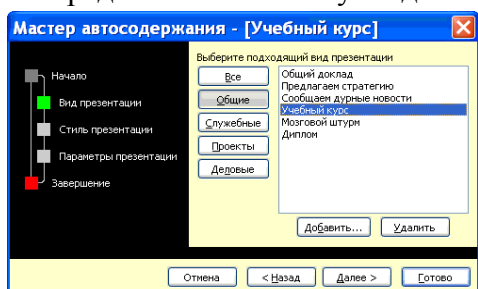 Мастер автосодержания - [Учебный курс]
Начало
Вид презентации
Стиль презентации
Параметры презентации
Завершение
Выберите подходящий вид презентации
Все
Общие
Служебные
Проекты
Деловые
Общий доклад
Предлагаем стратегию
Сообщаем дурные новости
Учебный курс
Мозговой штурм
Диплом
Добавить...
Удалить
Отмена
< Назад
Далее >
Готово